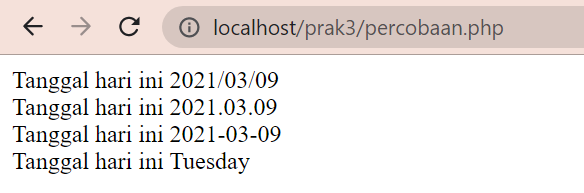 localhost/prak3/percobaan.php
Tanggal hari ini 2021/03/09
Tanggal hari ini 2021.03.09
Tanggal hari ini 2021-03-09
Tanggal hari ini Tuesday